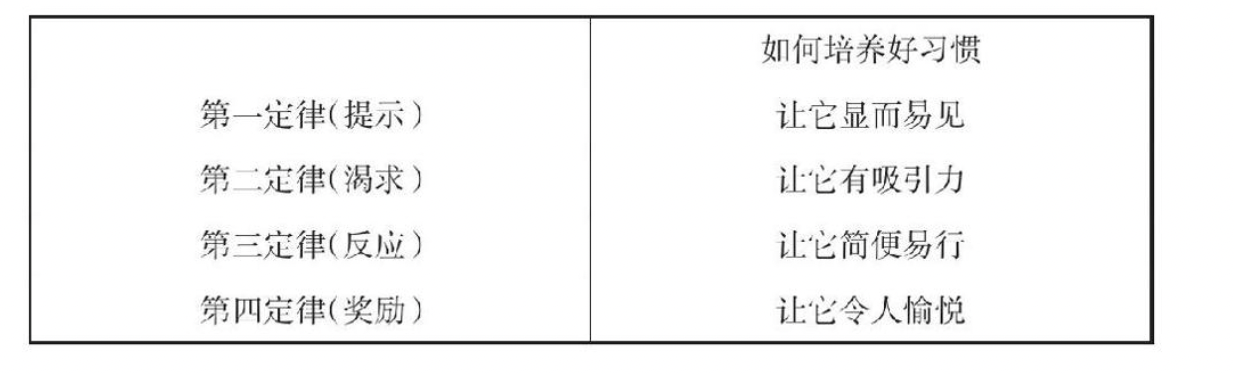 如何培养好习惯
第一定律(提示) 让它显而易见
第二定律(渴求) 让它有吸引力
第三定律(反应) 让它简便易行
第四定律(奖励) 让它令人愉悦